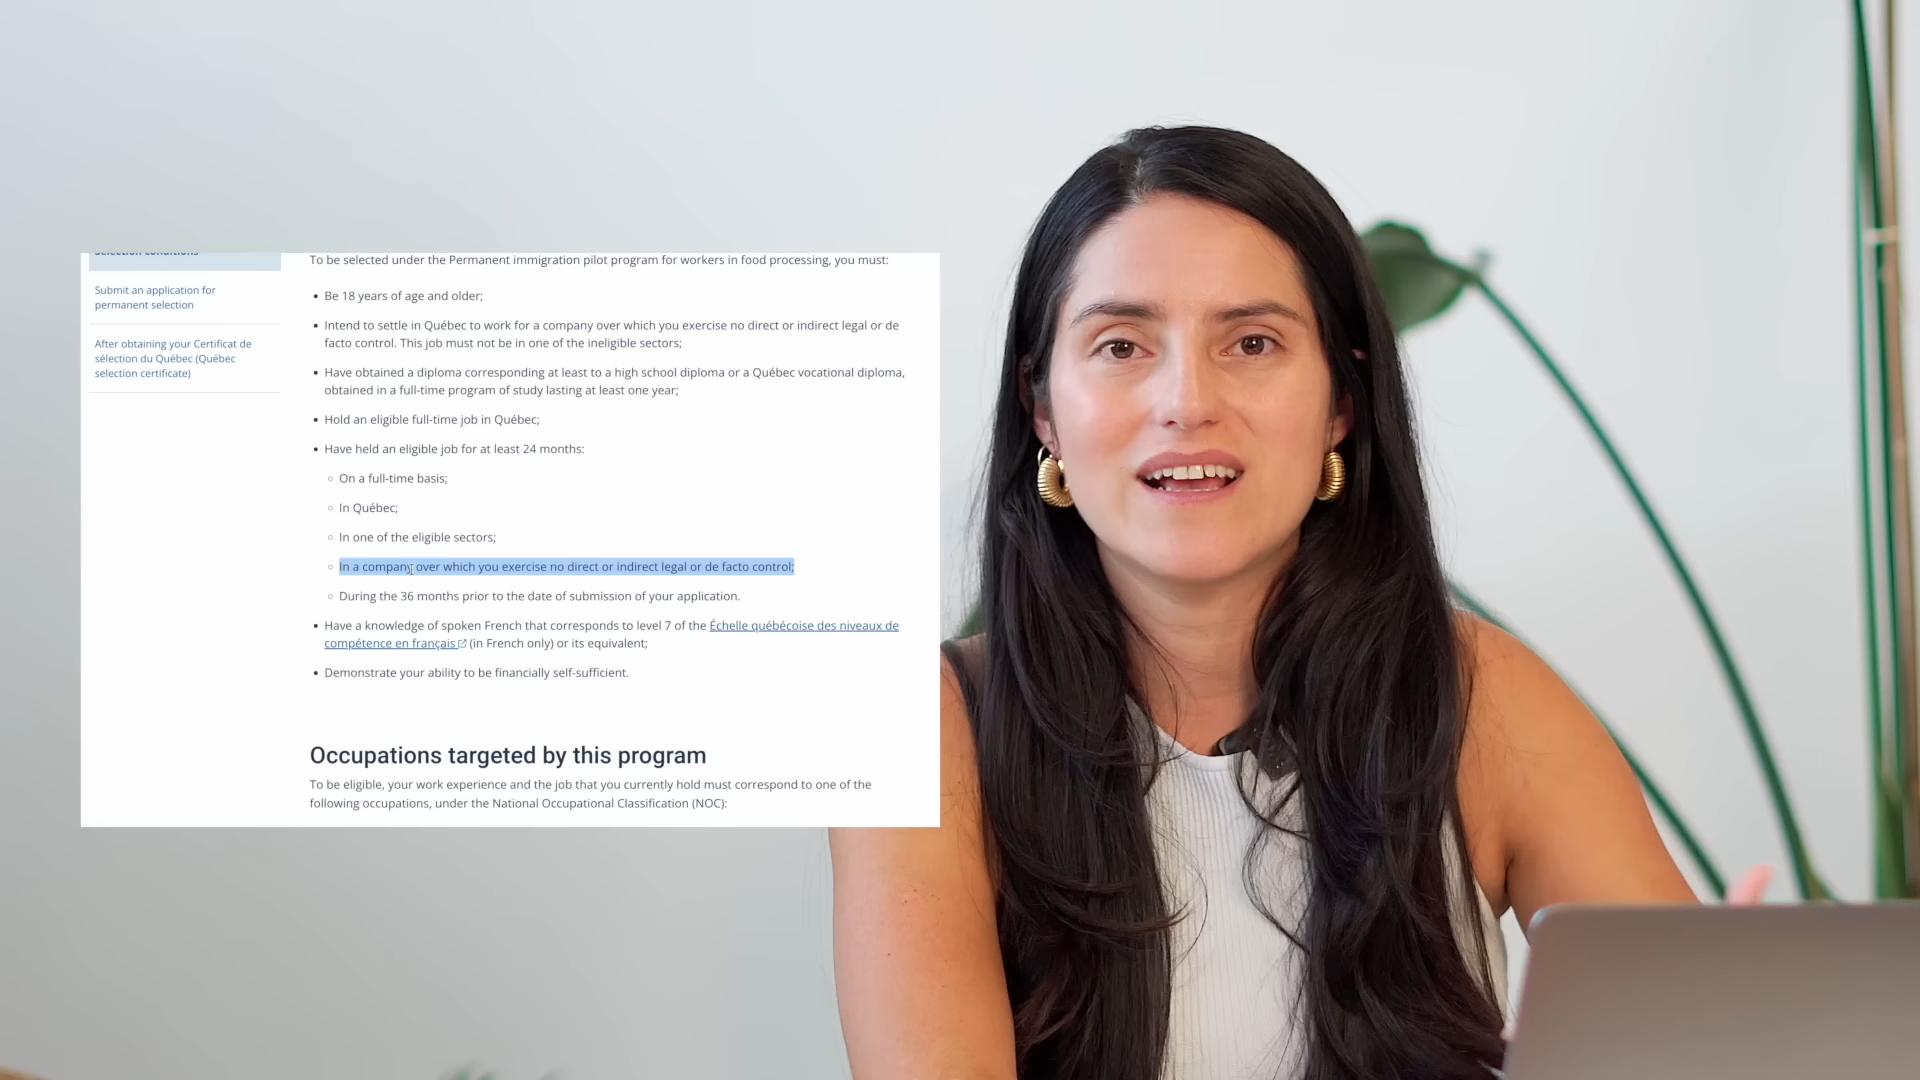 Selection conditions
Submit an application for
permanent selection
After obtaining your Certificat de
sélection du Québec (Québec
selection certificate)
To be selected under the Permanent immigration pilot program for workers in food processing, you must:
• Be 18 years of age and older;
• Intend to settle in Québec to work for a company over which you exercise no direct or indirect legal or de
facto control. This job must not be in one of the ineligible sectors;
• Have obtained a diploma corresponding at least to a high school diploma or a Québec vocational diploma,
obtained in a full-time program of study lasting at least one year;
• Hold an eligible full-time job in Québec;
• Have held an eligible job for at least 24 months:
◦ On a full-time basis;
◦ In Québec;
◦ In one of the eligible sectors;
◦ In a company over which you exercise no direct or indirect legal or de facto control;
◦ During the 36 months prior to the date of submission of your application.
• Have a knowledge of spoken French that corresponds to level 7 of the Échelle québécoise des niveaux de
compétence en français (in French only) or its equivalent;
• Demonstrate your ability to be financially self-sufficient.
Occupations targeted by this program
To be eligible, your work experience and the job that you currently hold must correspond to one of the
following occupations, under the National Occupational Classification (NOC):